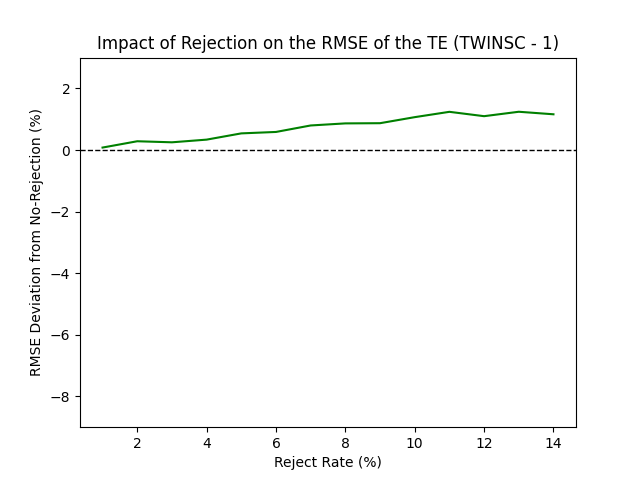 Impact of Rejection on the RMSE of the TE (TWINSC - 1)
RMSE Deviation from No-Rejection (%)
2
0
−2
−4
−6
−8
2 4 6 8 10 12 14
Reject Rate (%)